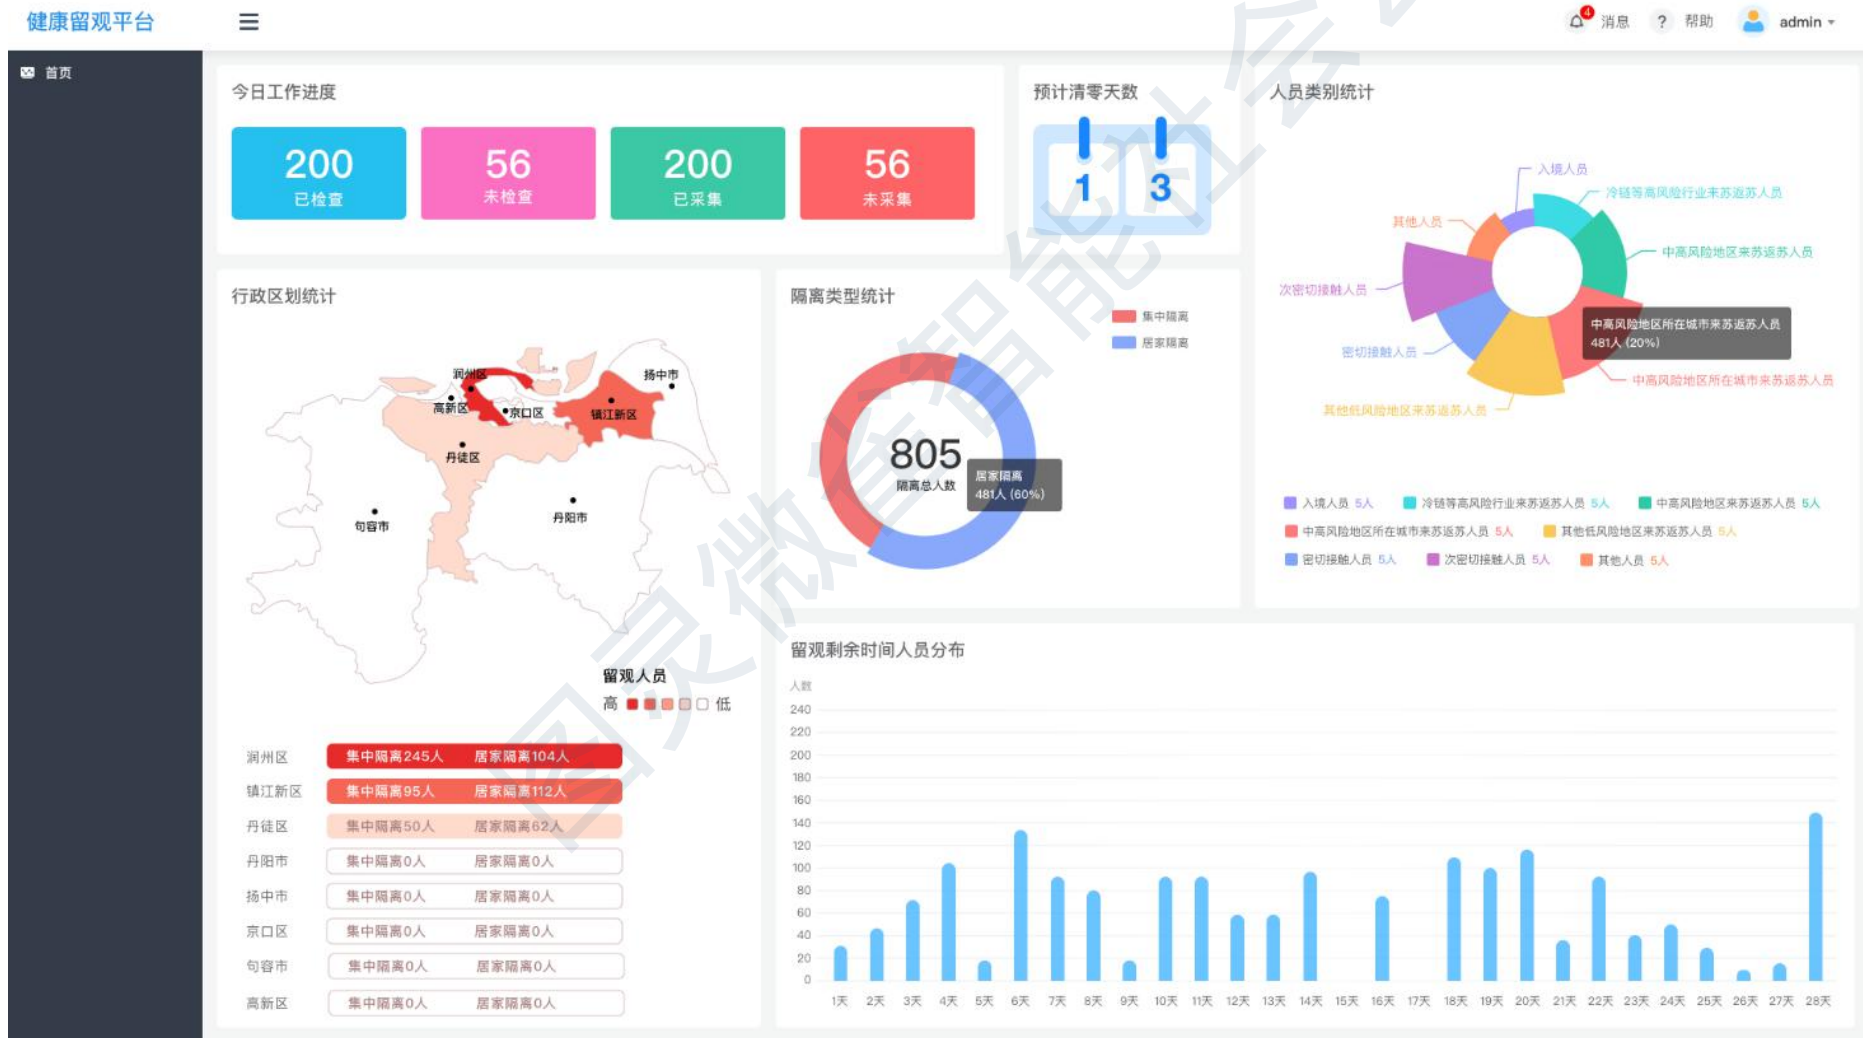 健康留观平台
4
消息
?
帮助
admin
首页
今日工作进度
200
已检查
56
未检查
200
已采集
56
未采集
预计清零天数
1 3
人员类别统计
入境人员
冷链等高风险行业来苏返苏人员
其他人员
中高风险地区来苏返苏人员
次密切接触人员
中高风险地区所在城市来苏返苏人员
481人 (20%)
密切接触人员
中高风险地区所在城市来苏返苏人员
其他低风险地区来苏返苏人员
入境人员 5人 冷链等高风险行业来苏返苏人员 5人 中高风险地区来苏返苏人员 5人
中高风险地区所在城市来苏返苏人员 5人 其他低风险地区来苏返苏人员 5人
密切接触人员 5人 次密切接触人员 5人 其他人员 5人
行政区划统计
润州区
扬中市
高新区
京口区
镇江新区
丹徒区
句容市
丹阳市
留观人员
高 低
润州区 集中隔离245人 居家隔离104人
镇江新区 集中隔离95人 居家隔离112人
丹徒区 集中隔离50人 居家隔离62人
丹阳市 集中隔离0人 居家隔离0人
扬中市 集中隔离0人 居家隔离0人
京口区 集中隔离0人 居家隔离0人
句容市 集中隔离0人 居家隔离0人
高新区 集中隔离0人 居家隔离0人
隔离类型统计
集中隔离
居家隔离
805
隔离总人数
居家隔离
481人 (60%)
留观剩余时间人员分布
人数
240
220
200
180
160
140
120
100
80
60
40
20
0
1天 2天 3天 4天 5天 6天 7天 8天 9天 10天 11天 12天 13天 14天 15天 16天 17天 18天 19天 20天 21天 22天 23天 24天 25天 26天 27天 28天
图灵微雀智能社会